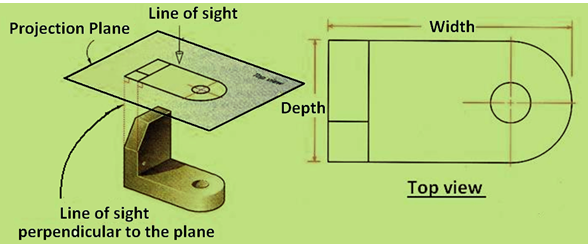 Line of sight
Projection Plane
Top view
Width
Depth
Line of sight
perpendicular to the plane
Top view